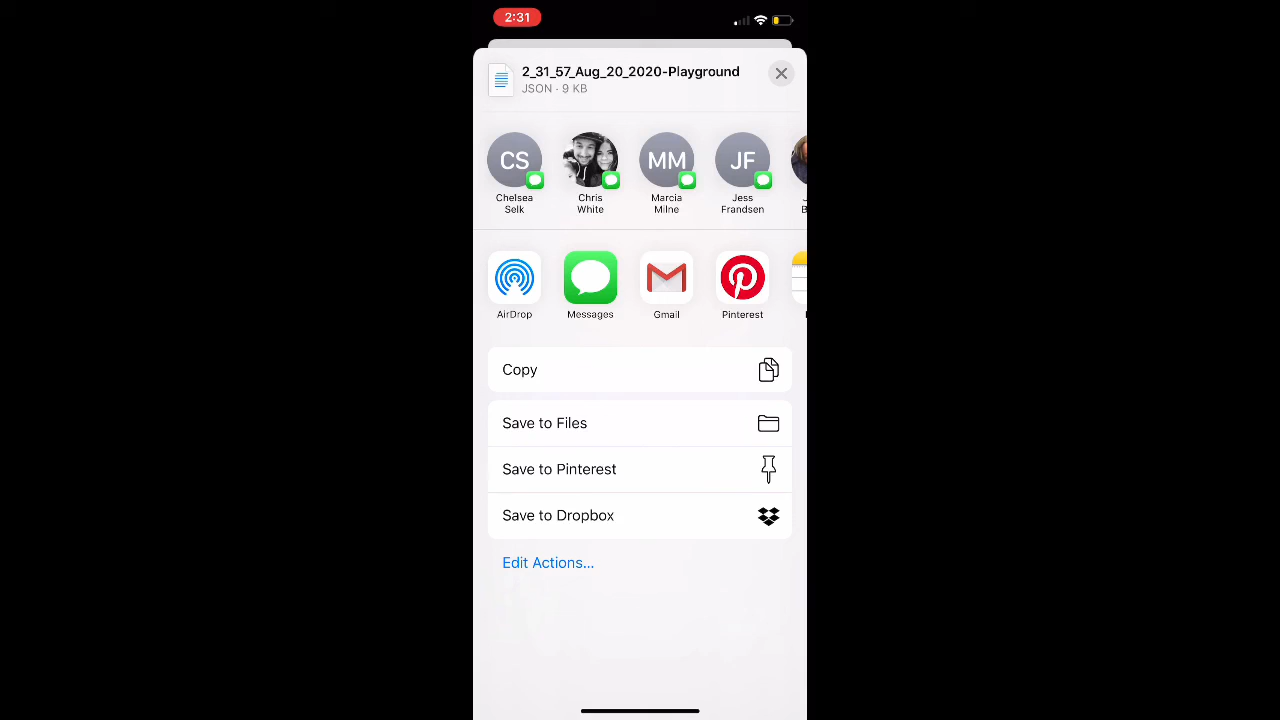 2:31
2_31_57_Aug_20_2020-Playground
JSON · 9 KB
CS
MM
JF
Chelsea
Selk
Chris
White
Marcia
Milne
Jess
Frandsen
AirDrop
Messages
Gmail
Pinterest
Copy
Save to Files
Save to Pinterest
Save to Dropbox
Edit Actions...